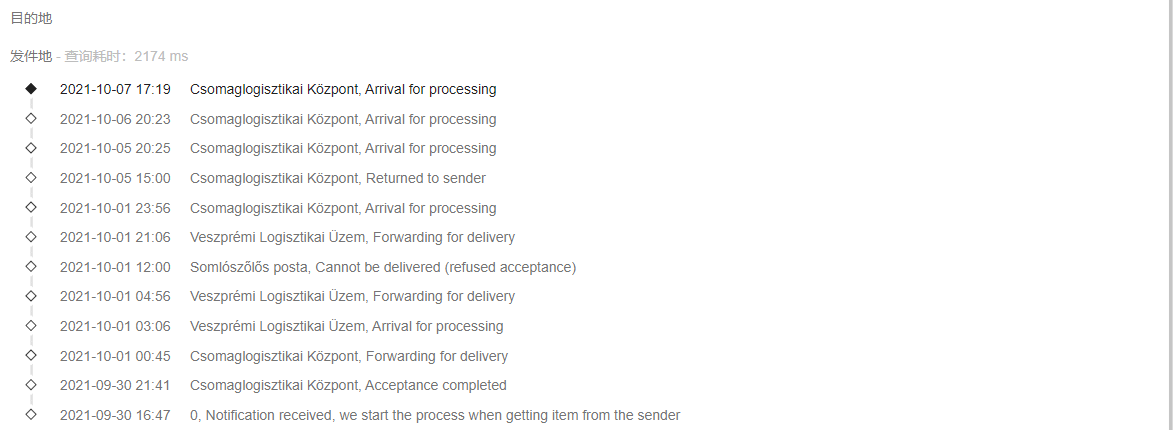 目的地
发件地 - 查询耗时：2174 ms
2021-10-07 17:19 Csomaglogisztikai Központ, Arrival for processing
2021-10-06 20:23 Csomaglogisztikai Központ, Arrival for processing
2021-10-05 20:25 Csomaglogisztikai Központ, Arrival for processing
2021-10-05 15:00 Csomaglogisztikai Központ, Returned to sender
2021-10-01 23:56 Csomaglogisztikai Központ, Arrival for processing
2021-10-01 21:06 Veszprémi Logisztikai Üzem, Forwarding for delivery
2021-10-01 12:00 Somlószőlős posta, Cannot be delivered (refused acceptance)
2021-10-01 04:56 Veszprémi Logisztikai Üzem, Forwarding for delivery
2021-10-01 03:06 Veszprémi Logisztikai Üzem, Arrival for processing
2021-10-01 00:45 Csomaglogisztikai Központ, Forwarding for delivery
2021-09-30 21:41 Csomaglogisztikai Központ, Acceptance completed
2021-09-30 16:47 0, Notification received, we start the process when getting item from the sender